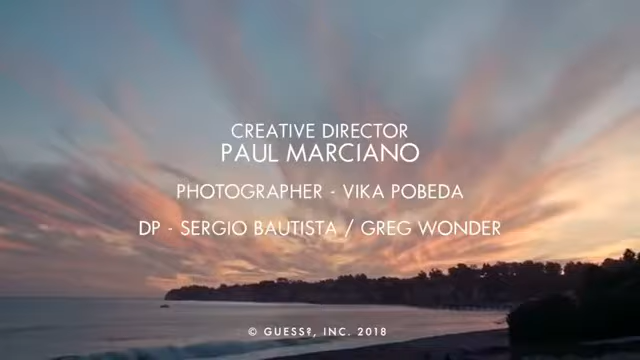 CREATIVE DIRECTOR
PAUL MARCIANO
PHOTOGRAPHER - VIKA POBEDA
DP - SERGIO BAUTISTA / GREG WONDER
© GUESS?, INC. 2018